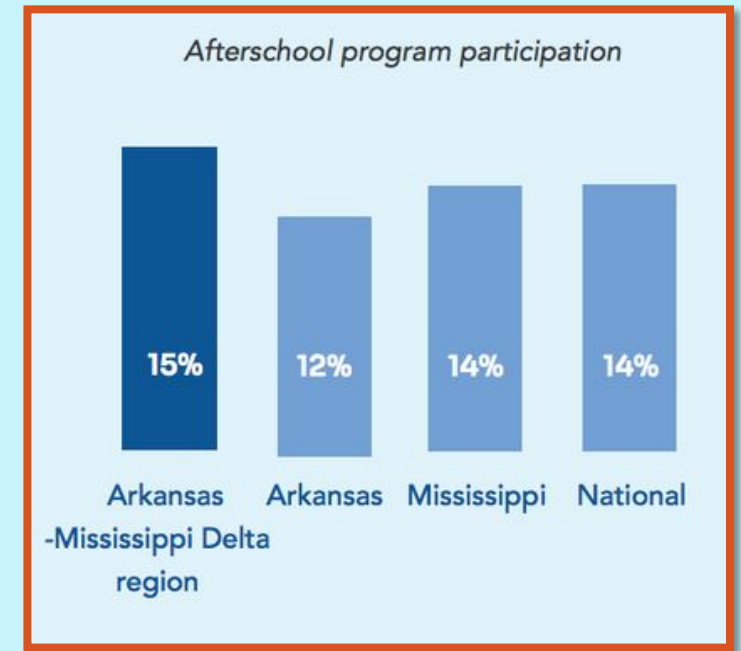 Afterschool program participation
15%
12%
14%
14%
Arkansas
-Mississippi Delta
region
Arkansas
Mississippi
National